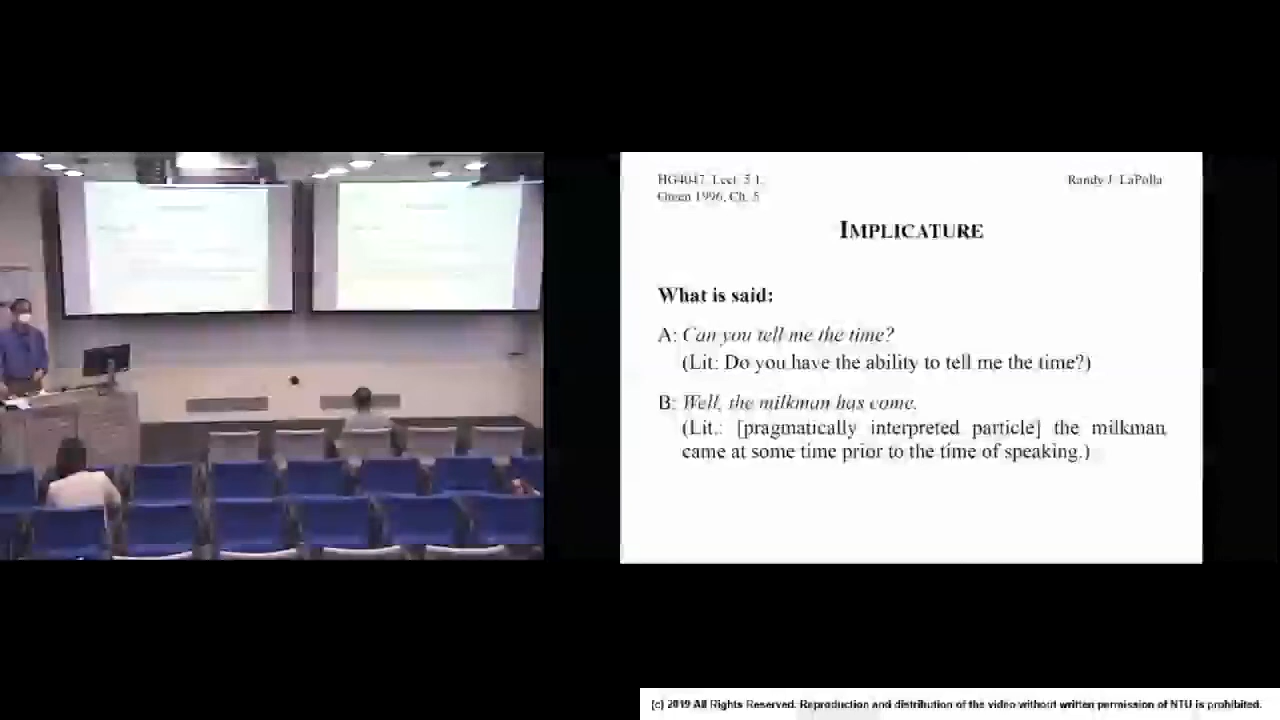 HG4047, Lect. 5.1,
Green 1996, Ch. 5
Randy J. LaPolla
IMPLICATURE
What is said:
A: Can you tell me the time?
(Lit: Do you have the ability to tell me the time?)
B: Well, the milkman has come.
(Lit.: [pragmatically interpreted particle] the milkman
came at some time prior to the time of speaking.)
(c) 2019 All Rights Reserved. Reproduction and distribution of the video without written permission of NTU is prohibited.